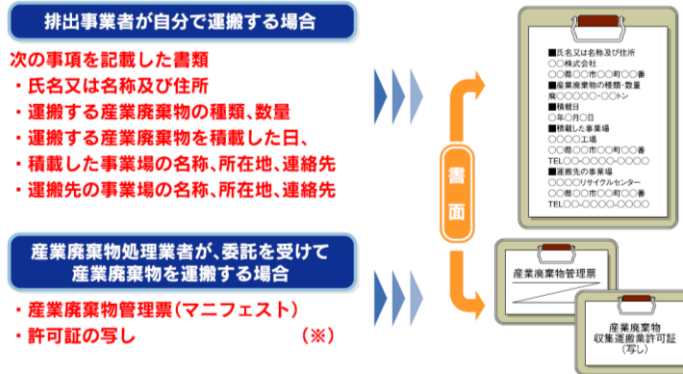 排出事業者が自分で運搬する場合
次の事項を記載した書類
・氏名又は名称及び住所
・運搬する産業廃棄物の種類、数量
・運搬する産業廃棄物を積載した日、
・積載した事業場の名称、所在地、連絡先
・運搬先の事業場の名称、所在地、連絡先
書面
■氏名又は名称及び住所
○○株式会社
○○県○○市○○町○○番
■産業廃棄物の種類・数量
廃○○○○○・○○トン
■積載日
○年○月○日
■積載した事業場
○○○○工場
○○県○○市○○町○○番
TEL○○-○○○○-○○○○
■運搬先の事業場
○○○○リサイクルセンター
○○県○○市○○町○○番
TEL○○-○○○○-○○○○
産業廃棄物処理業者が、委託を受けて
産業廃棄物を運搬する場合
・産業廃棄物管理票(マニフェスト)
・許可証の写し (※)
産業廃棄物管理票
産業廃棄物
収集運搬業許可証
(写し)